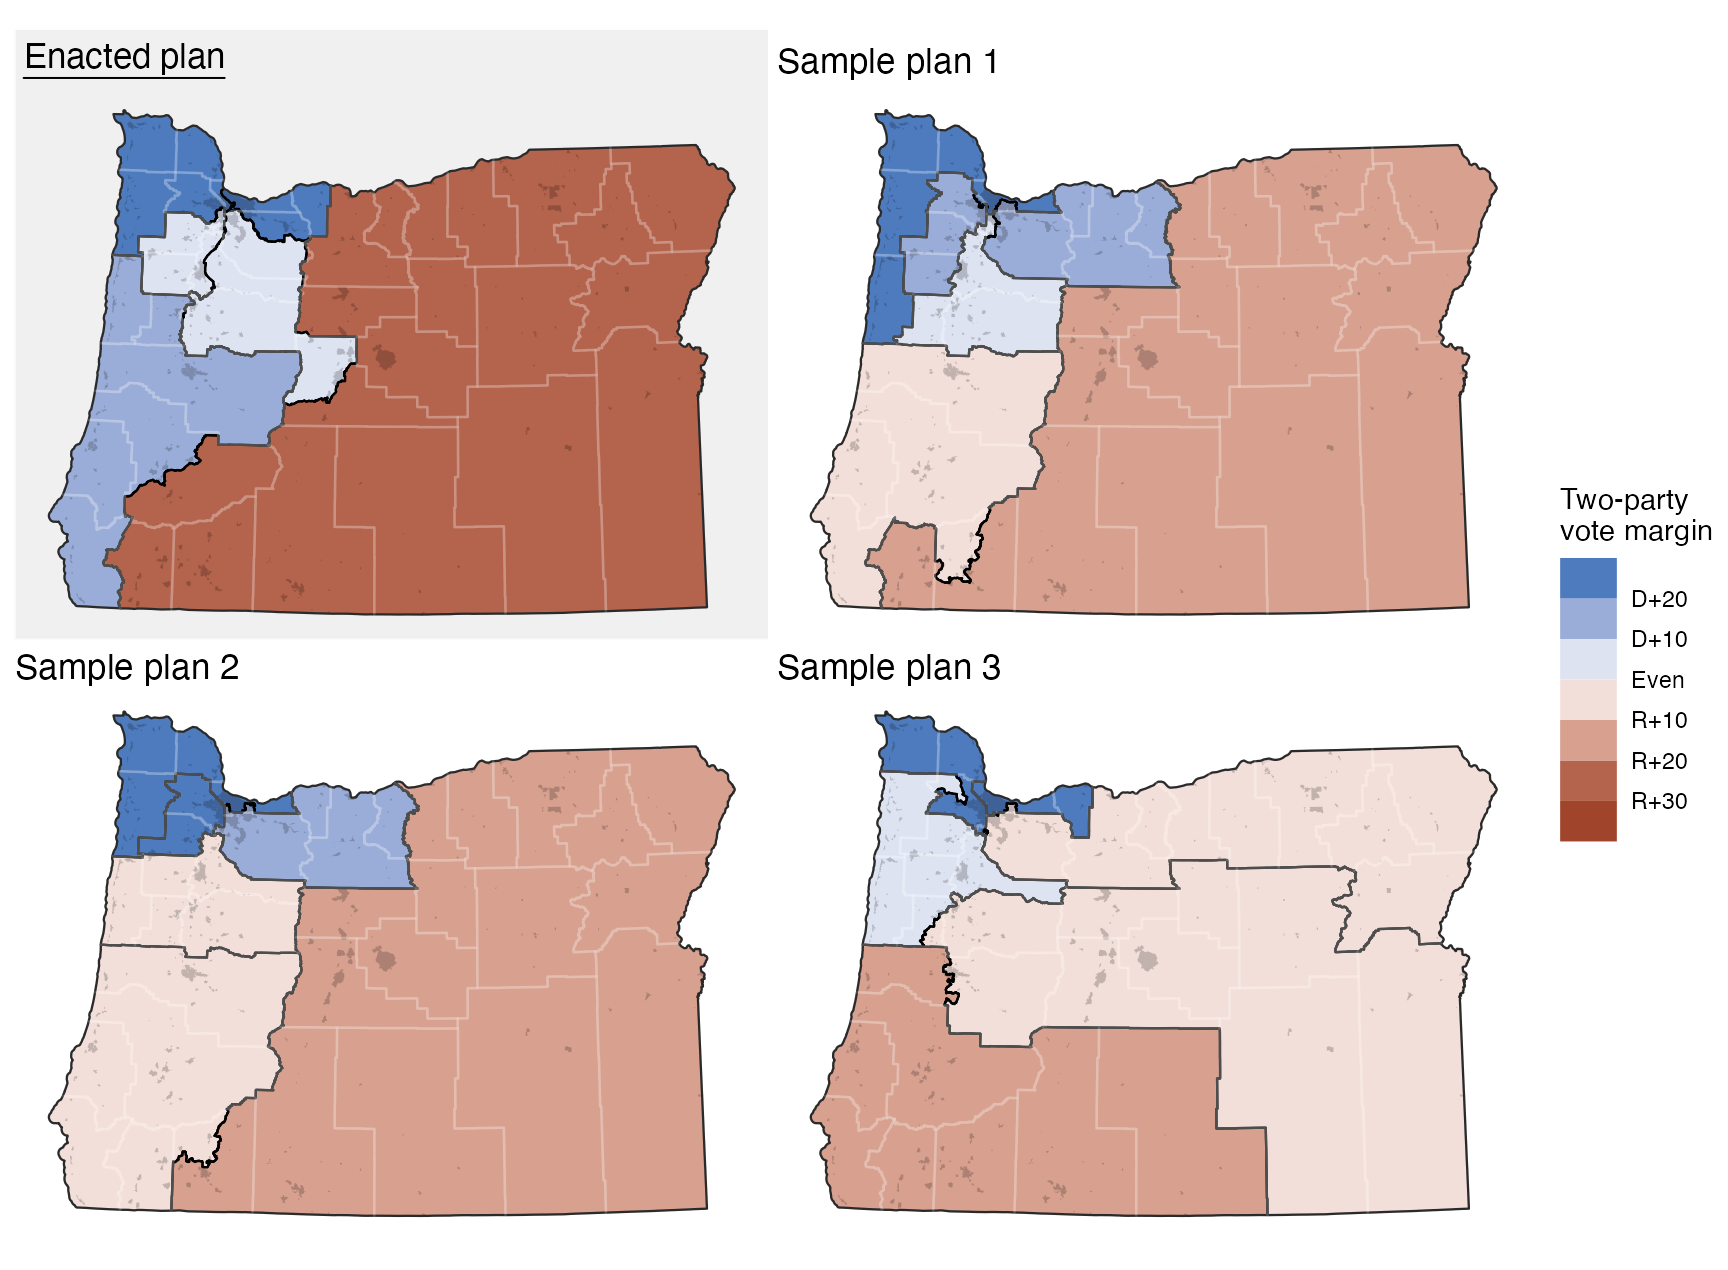 Enacted plan
Sample plan 1
Sample plan 2
Sample plan 3
Two-party
vote margin
D+20
D+10
Even
R+10
R+20
R+30